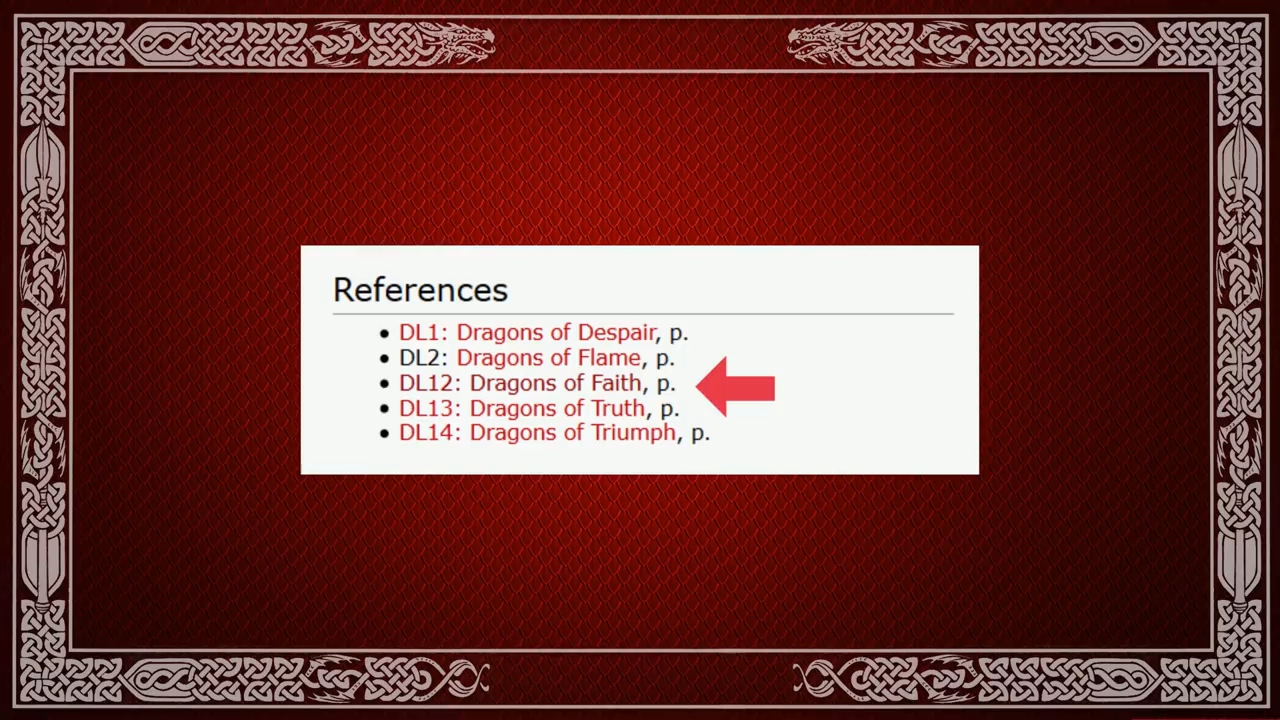 References
• DL1: Dragons of Despair, p.
• DL2: Dragons of Flame, p.
• DL12: Dragons of Faith, p.
• DL13: Dragons of Truth, p.
• DL14: Dragons of Triumph, p.